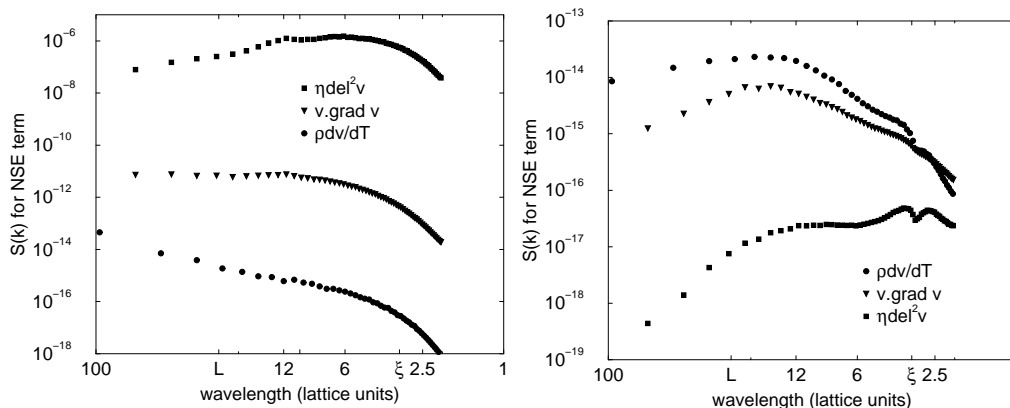 S(k) for NSE term
10^-6
10^-8
10^-10
10^-12
10^-14
10^-16
10^-18
ηdel²v
v.grad v
ρdv/dT
100 L 12 6 ξ 2.5 1
wavelength (lattice units)
S(k) for NSE term
10^-13
10^-14
10^-15
10^-16
10^-17
10^-18
10^-19
ρdv/dT
v.grad v
ηdel²v
100 L 12 6 ξ 2.5
wavelength (lattice units)